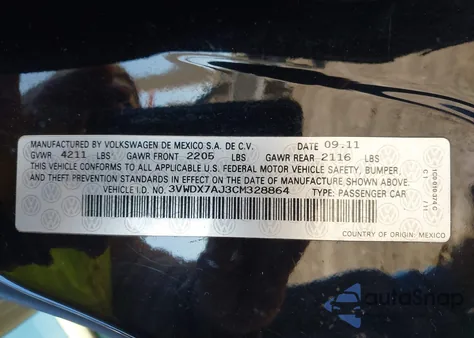 MANUFACTURED BY VOLKSWAGEN DE MEXICO S.A. DE C.V. DATE 09.11
GVWR 4211 LBS GAWR FRONT 2205 LBS GAWR REAR 2116 LBS
THIS VEHICLE CONFORMS TO ALL APPLICABLE U.S. FEDERAL MOTOR VEHICLE SAFETY, BUMPER,
AND THEFT PREVENTION STANDARDS IN EFFECT ON THE DATE OF MANUFACTURE SHOWN ABOVE.
VEHICLE I.D. NO. 3VWDX7AJ3CM328864 TYPE: PASSENGER CAR
COUNTRY OF ORIGIN: MEXICO
autoSnap